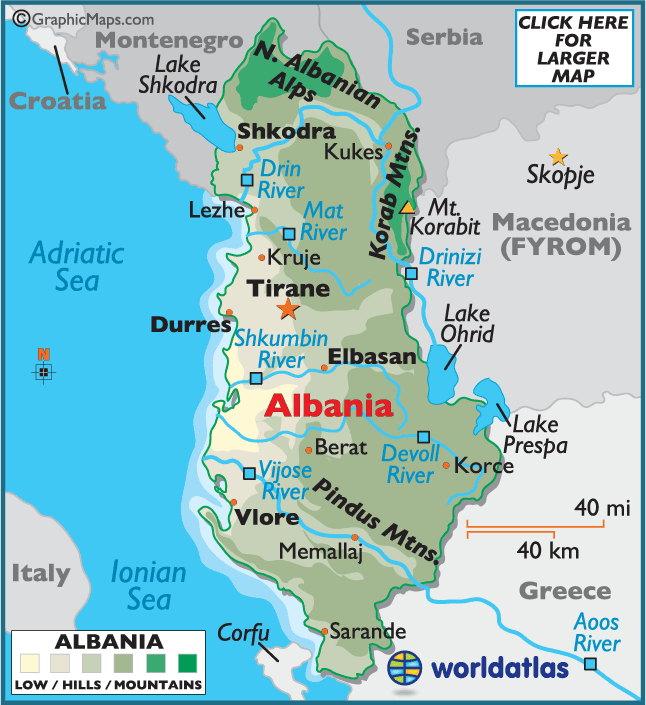 ©GraphicMaps.com
CLICK HERE
FOR
LARGER
MAP
Montenegro
Serbia
Croatia
Lake
Shkodra
N. Albanian
Alps
Shkodra
Kukes
Korab Mtns.
Skopje
Drin
River
Lezhe
Mat
River
Mt.
Korabit
Macedonia
(FYROM)
Adriatic
Sea
Kruje
Drinizi
River
Tirane
Durres
Lake
Ohrid
Shkumbin
River
Elbasan
N
Albania
Lake
Prespa
Berat
Devoll
River
Korce
Vijose
River
Pindus Mtns.
Vlore
40 mi
40 km
Memallaj
Italy
Ionian
Sea
Greece
Aoos
River
Corfu
Sarande
ALBANIA
LOW / HILLS / MOUNTAINS
worldatlas